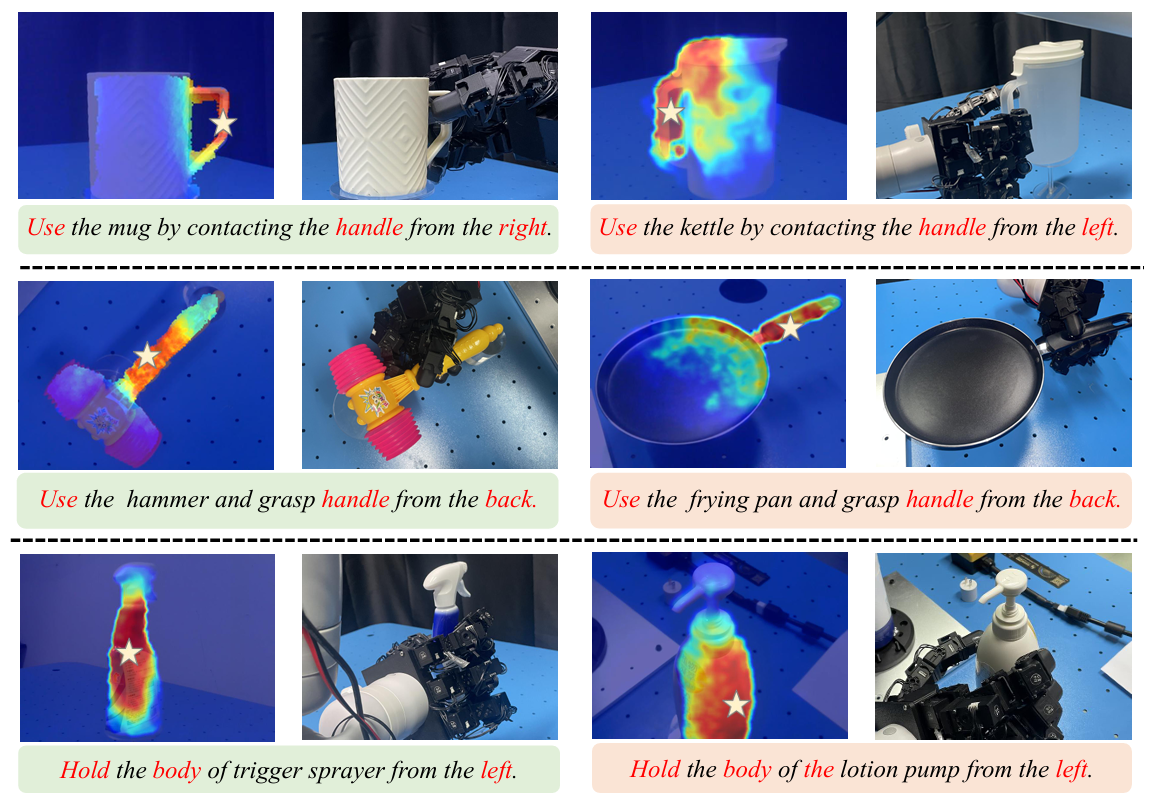 Use the mug by contacting the handle from the right.
Use the kettle by contacting the handle from the left.
Use the hammer and grasp handle from the back.
Use the frying pan and grasp handle from the back.
Hold the body of trigger sprayer from the left.
Hold the body of the lotion pump from the left.